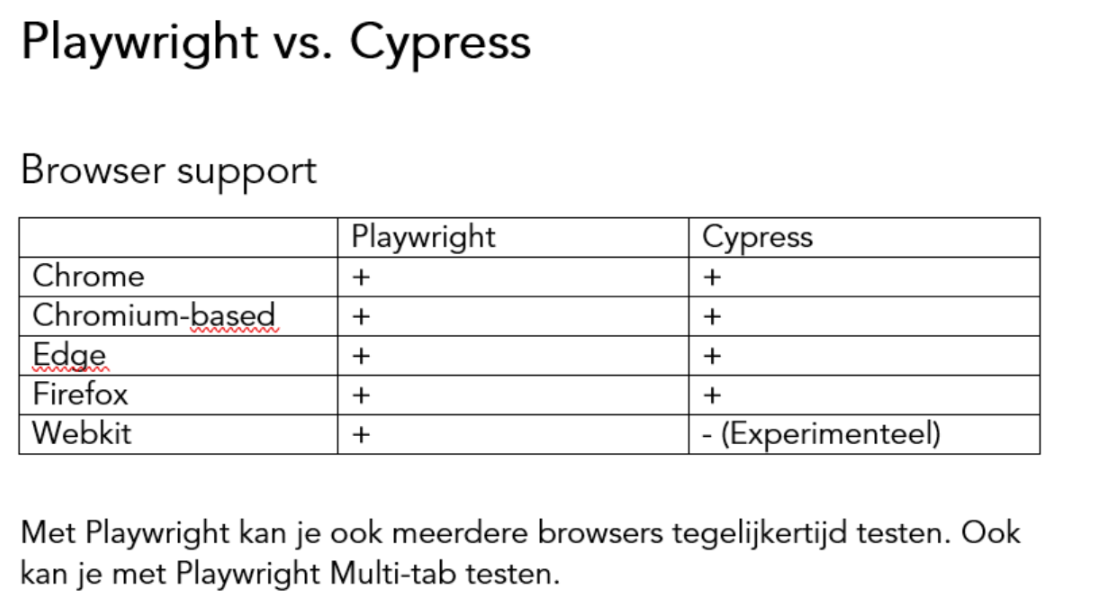 Playwright vs. Cypress
Browser support
Playwright Cypress
Chrome + +
Chromium-based + +
Edge + +
Firefox + +
Webkit + - (Experimenteel)
Met Playwright kan je ook meerdere browsers tegelijkertijd testen. Ook
kan je met Playwright Multi-tab testen.